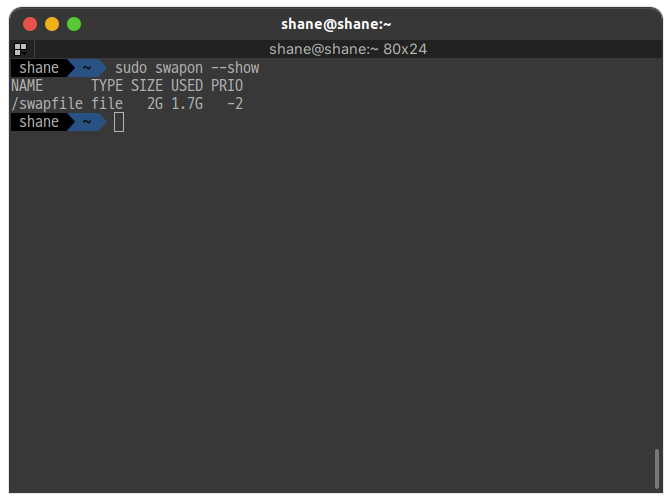 shane@shane:~
shane@shane:~ 80x24
shane ~ sudo swapon --show
NAME      TYPE SIZE USED PRIO
/swapfile file   2G 1.7G   -2
shane ~